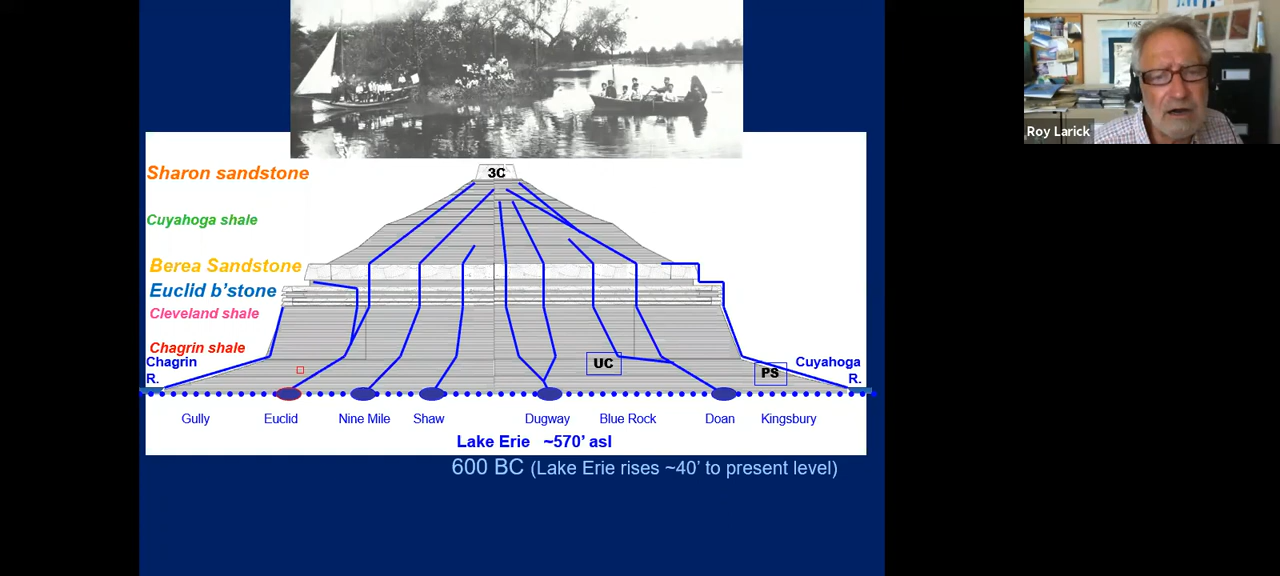 Roy Larick
1985
3C
Sharon sandstone
Cuyahoga shale
Berea Sandstone
Euclid b'stone
Cleveland shale
Chagrin shale
Chagrin
R.
UC
PS
Cuyahoga
R.
Gully
Euclid
Nine Mile
Shaw
Dugway
Blue Rock
Doan
Kingsbury
Lake Erie ~570' asl
600 BC (Lake Erie rises ~40' to present level)